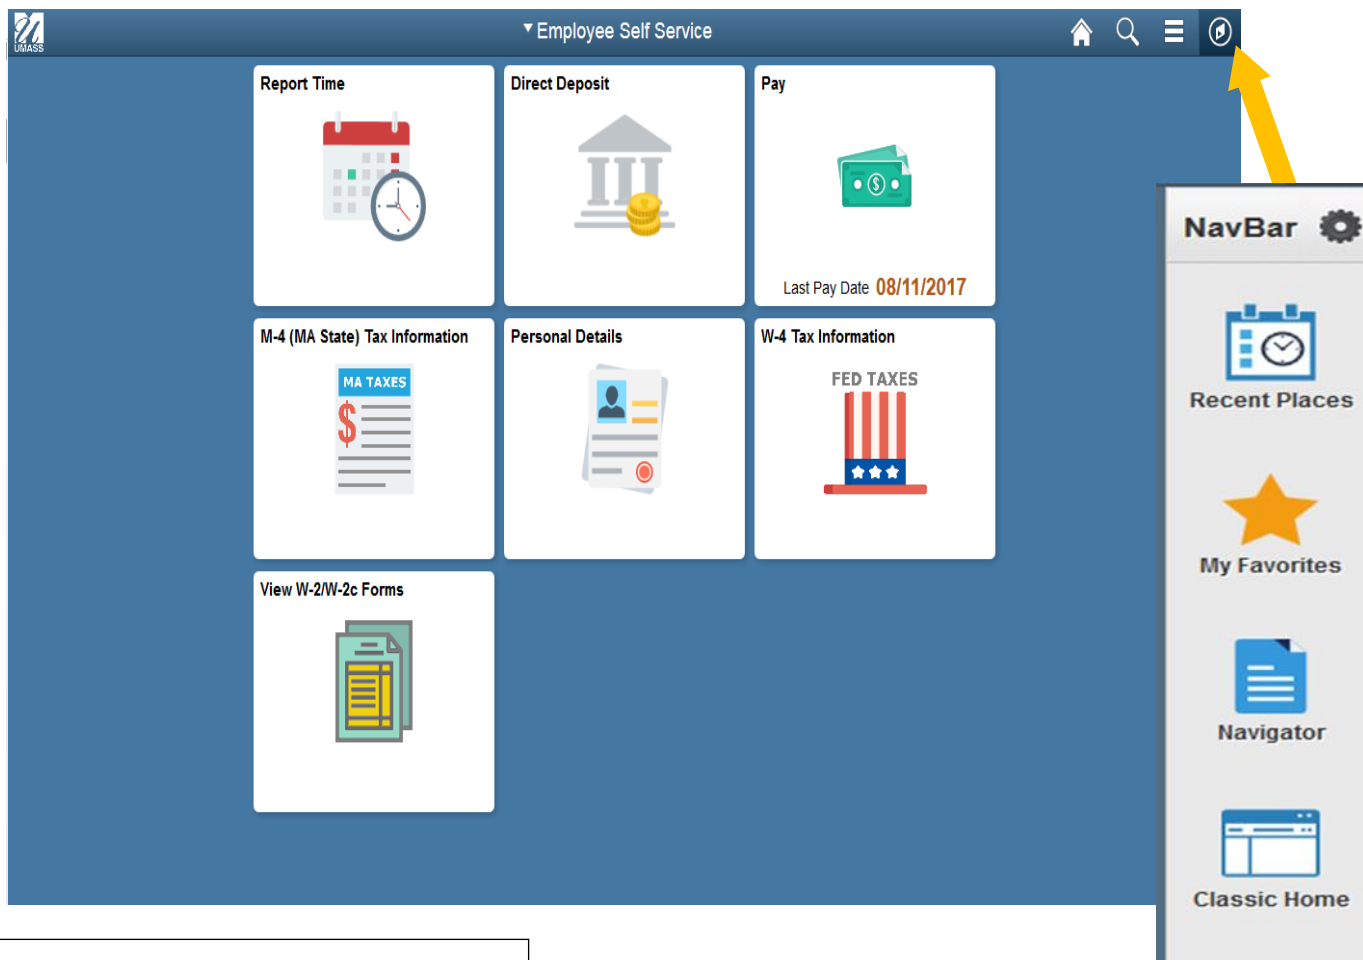 UMASS
Employee Self Service
Report Time
Direct Deposit
Pay
Last Pay Date 08/11/2017
M-4 (MA State) Tax Information
MA TAXES
$
Personal Details
W-4 Tax Information
FED TAXES
View W-2/W-2c Forms
NavBar
Recent Places
My Favorites
Navigator
Classic Home